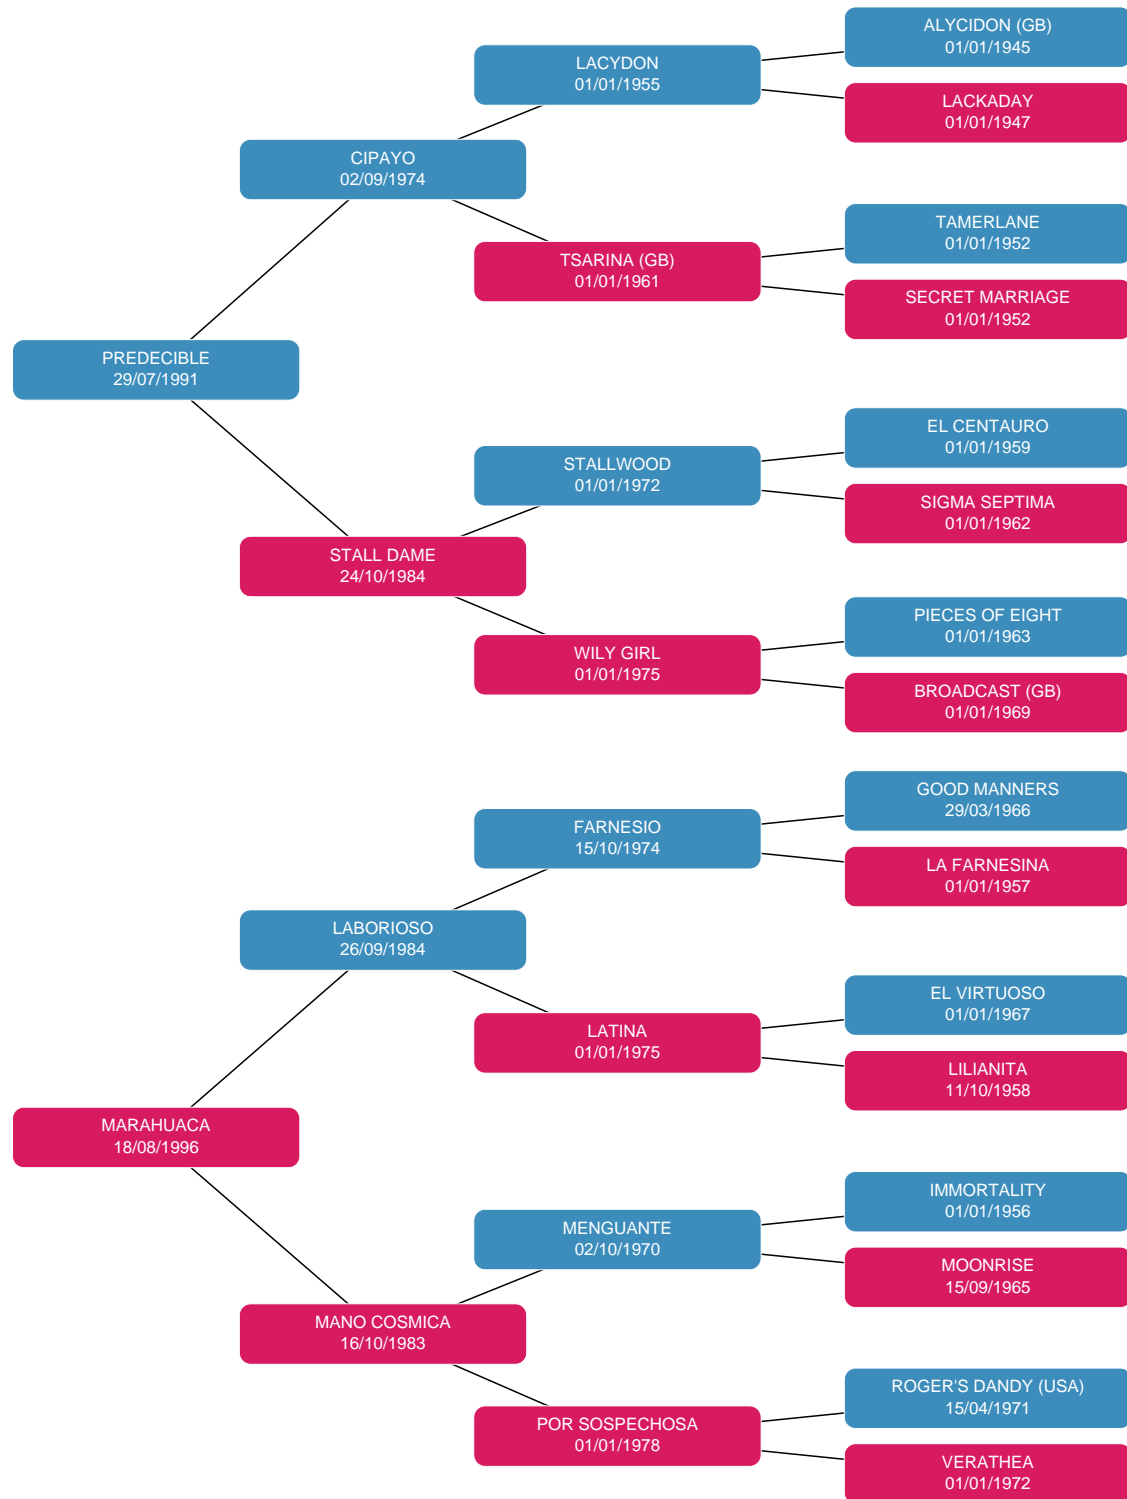 ALYCIDON (GB)
01/01/1945
LACYDON
01/01/1955
LACKADAY
01/01/1947
CIPAYO
02/09/1974
TAMERLANE
01/01/1952
TSARINA (GB)
01/01/1961
SECRET MARRIAGE
01/01/1952
PREDECIBLE
29/07/1991
EL CENTAURO
01/01/1959
STALLWOOD
01/01/1972
SIGMA SEPTIMA
01/01/1962
STALL DAME
24/10/1984
PIECES OF EIGHT
01/01/1963
WILY GIRL
01/01/1975
BROADCAST (GB)
01/01/1969
GOOD MANNERS
29/03/1966
FARNESIO
15/10/1974
LA FARNESINA
01/01/1957
LABORIOSO
26/09/1984
EL VIRTUOSO
01/01/1967
LATINA
01/01/1975
LILIANITA
11/10/1958
MARAHUACA
18/08/1996
IMMORTALITY
01/01/1956
MENGUANTE
02/10/1970
MOONRISE
15/09/1965
MANO COSMICA
16/10/1983
ROGER'S DANDY (USA)
15/04/1971
POR SOSPECHOSA
01/01/1978
VERATHEA
01/01/1972